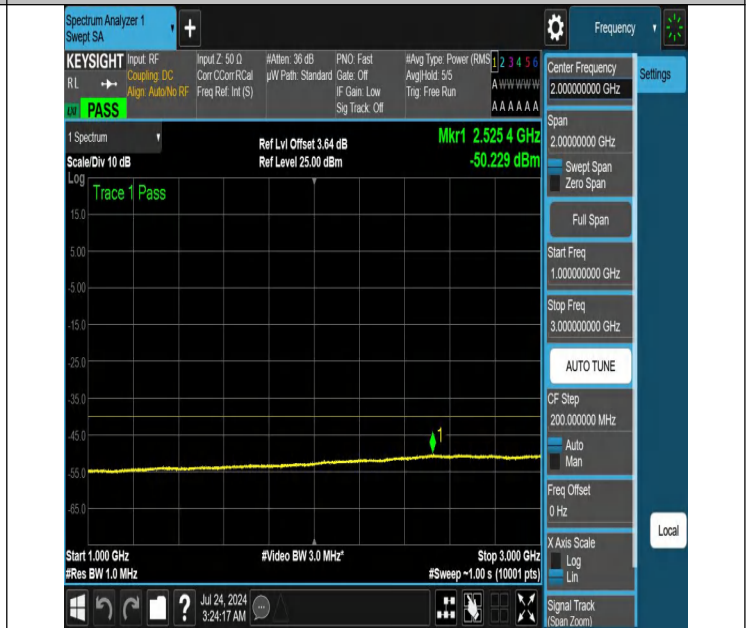 Spectrum Analyzer 1
Swept SA
+
Frequency
KEYSIGHT
RL
LXI
PASS
Input: RF
Coupling: DC
Align: Auto/No RF
Input Z: 50 Ω
Corr CCorr RCal
Freq Ref: Int (S)
#Atten: 36 dB
µW Path: Standard
PNO: Fast
Gate: Off
IF Gain: Low
Sig Track: Off
#Avg Type: Power (RMS
Avg|Hold: 5/5
Trig: Free Run
1 2 3 4 5 6
A W W W W W
A A A A A A
1 Spectrum
Scale/Div 10 dB
Ref Lvl Offset 3.64 dB
Ref Level 25.00 dBm
Mkr1 2.525 4 GHz
-50.229 dBm
Log
Trace 1 Pass
15.0
5.00
-5.00
-15.0
-25.0
-35.0
-45.0
-55.0
-65.0
1
Start 1.000 GHz
#Res BW 1.0 MHz
#Video BW 3.0 MHz*
Stop 3.000 GHz
#Sweep ~1.00 s (10001 pts)
Center Frequency
2.000000000 GHz
Span
2.00000000 GHz
Swept Span
Zero Span
Full Span
Start Freq
1.000000000 GHz
Stop Freq
3.000000000 GHz
AUTO TUNE
CF Step
200.000000 MHz
Auto
Man
Freq Offset
0 Hz
X Axis Scale
Log
Lin
Signal Track
(Span Zoom)
Settings
Local
?
Jul 24, 2024
3:24:17 AM